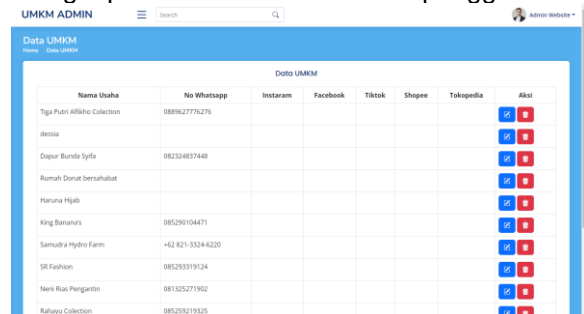 UMKM ADMIN Search Admin Website
Data UMKM
Home Data UMKM
Data UMKM
Nama Usaha No Whatsapp Instaram Facebook Tiktok Shopee Tokopedia Aksi
Tiga Putri Alfikho Colection 0889627776276
dessia
Dapur Bunda Syifa 082324837448
Rumah Donat bersahabat
Haruna Hijab
King Banana's 085290104471
Samudra Hydro Farm +62 821-3324-6220
SR Fashion 085293319124
Neni Rias Pengantin 081325271902
Rahayu Colection 085259219325